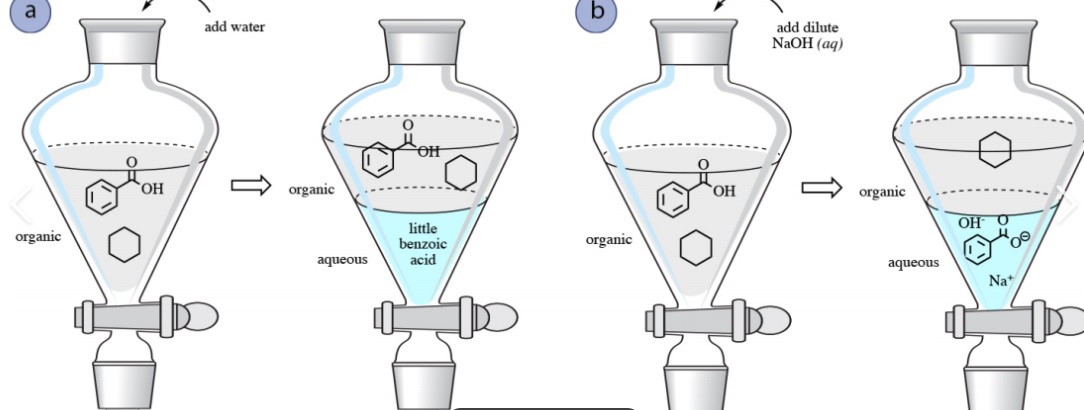 a
add water
O
OH
organic
O
OH
organic
little
benzoic
acid
aqueous
b
add dilute
NaOH (aq)
O
OH
organic
organic
OH-
O
O⊖
aqueous
Na+